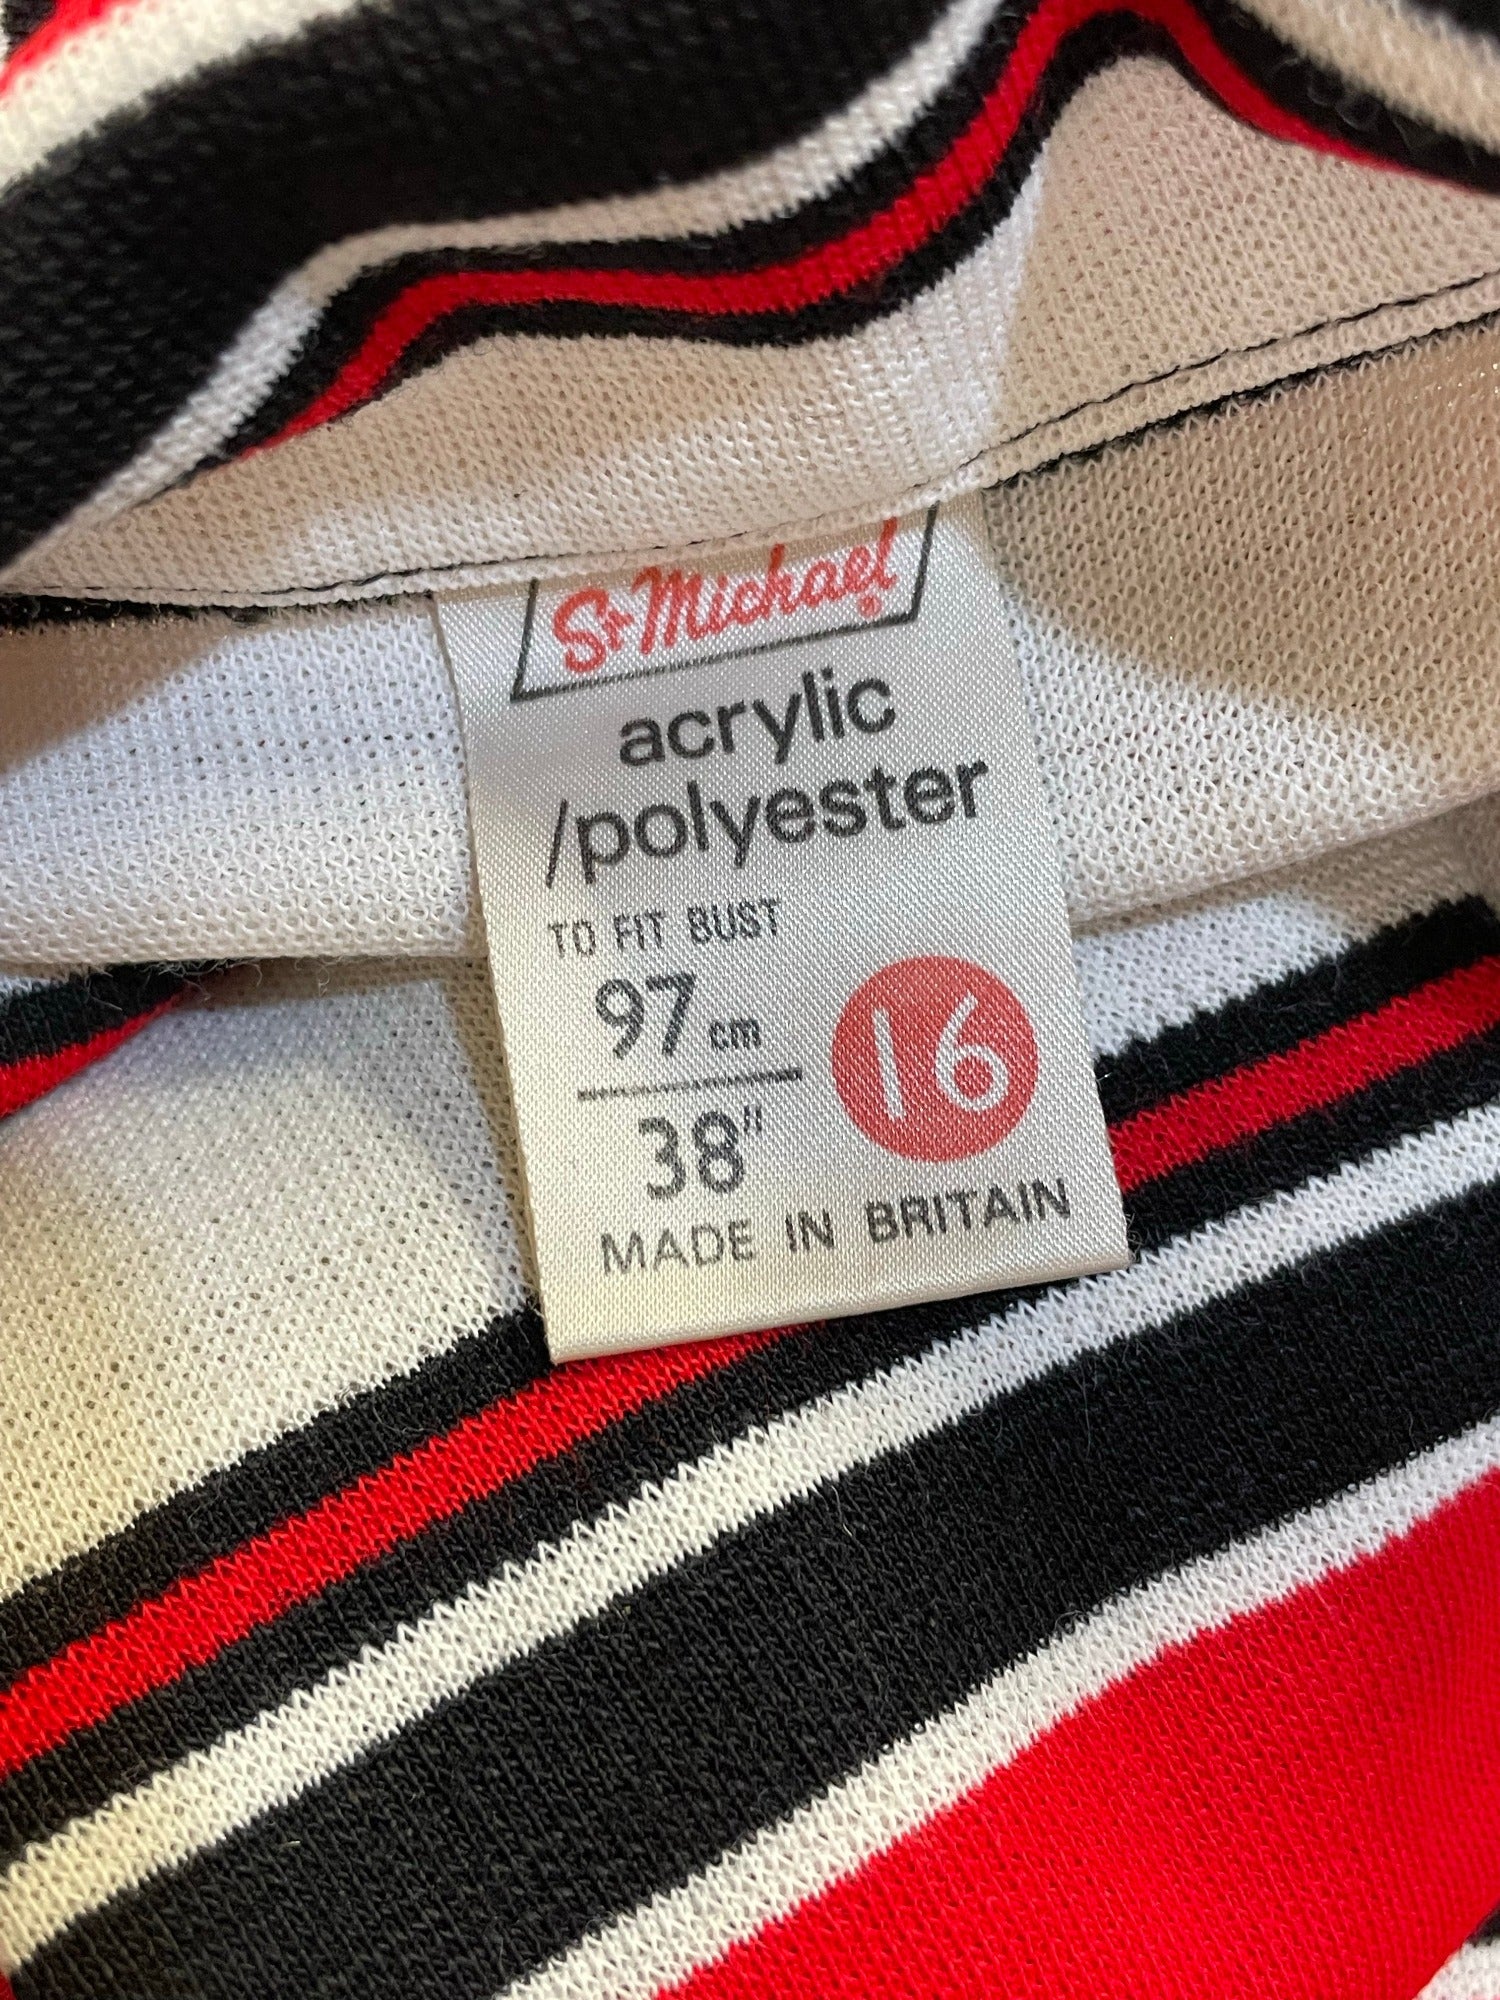 St Michael®
acrylic
/polyester
TO FIT BUST
97 cm
38"
16
MADE IN BRITAIN